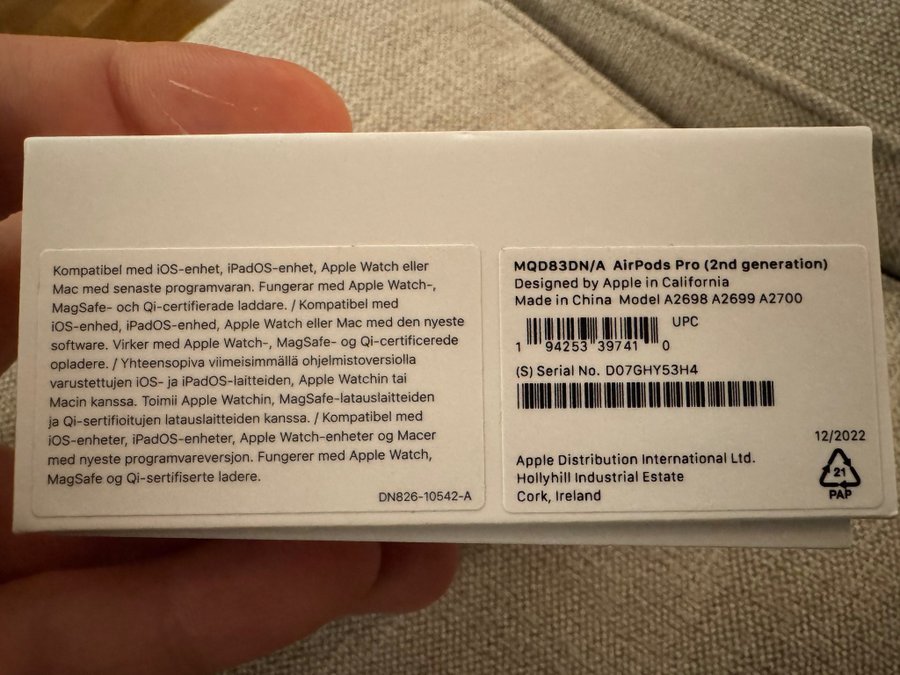 Kompatibel med iOS-enhet, iPadOS-enhet, Apple Watch eller
Mac med senaste programvaran. Fungerar med Apple Watch-,
MagSafe- och Qi-certifierade laddare. / Kompatibel med
iOS-enhed, iPadOS-enhed, Apple Watch eller Mac med den nyeste
software. Virker med Apple Watch-, MagSafe- og Qi-certificerede
opladere. / Yhteensopiva viimeisimmällä ohjelmistoversiolla
varustettujen iOS- ja iPadOS-laitteiden, Apple Watchin tai
Macin kanssa. Toimii Apple Watchin, MagSafe-latauslaitteiden
ja Qi-sertifioitujen latauslaitteiden kanssa. / Kompatibel med
iOS-enheter, iPadOS-enheter, Apple Watch-enheter og Macer
med nyeste programvareversjon. Fungerer med Apple Watch,
MagSafe og Qi-sertifiserte ladere.
DN826-10542-A
MQD83DN/A AirPods Pro (2nd generation)
Designed by Apple in California
Made in China Model A2698 A2699 A2700
UPC
1 94253 39741 0
(S) Serial No. D07GHY53H4
12/2022
Apple Distribution International Ltd.
Hollyhill Industrial Estate
Cork, Ireland
21
PAP